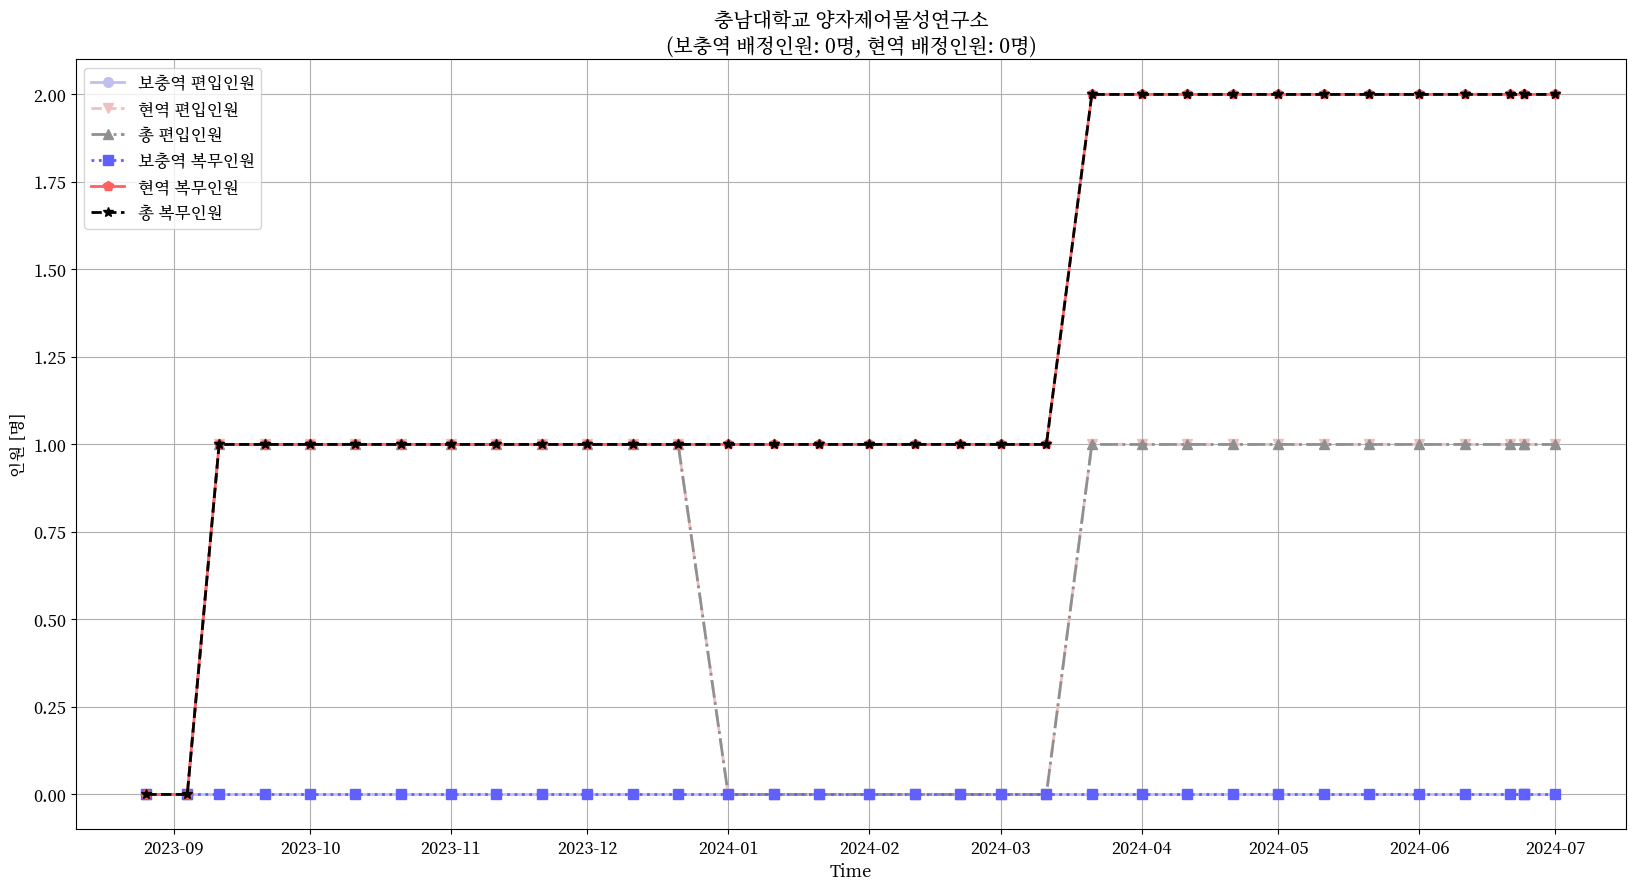 충남대학교 양자제어물성연구소
(보충역 배정인원: 0명, 현역 배정인원: 0명)
보충역 편입인원
현역 편입인원
총 편입인원
보충역 복무인원
현역 복무인원
총 복무인원
2.00
1.75
1.50
1.25
1.00
0.75
0.50
0.25
0.00
인원 [명]
2023-09 2023-10 2023-11 2023-12 2024-01 2024-02 2024-03 2024-04 2024-05 2024-06 2024-07
Time